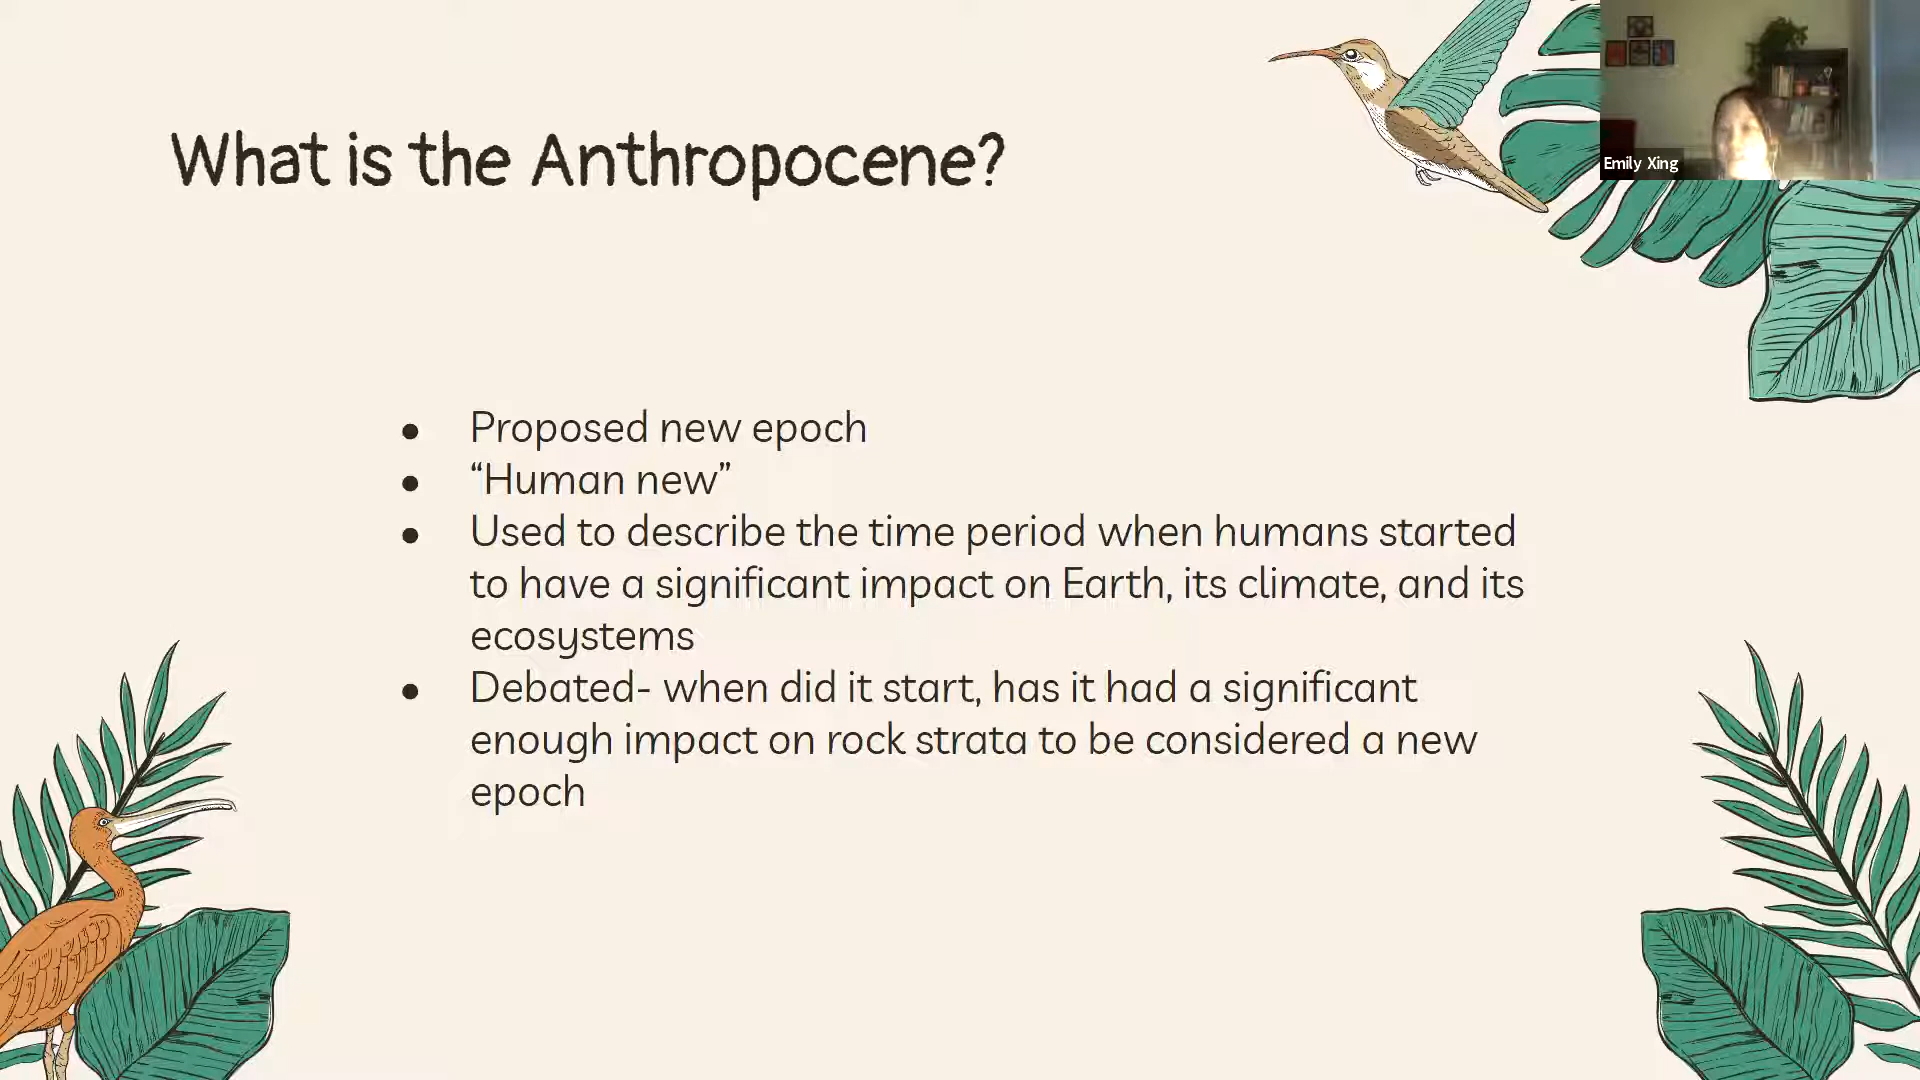 What is the Anthropocene?
Emily Xing
● Proposed new epoch
● “Human new”
● Used to describe the time period when humans started
to have a significant impact on Earth, its climate, and its
ecosystems
● Debated- when did it start, has it had a significant
enough impact on rock strata to be considered a new
epoch